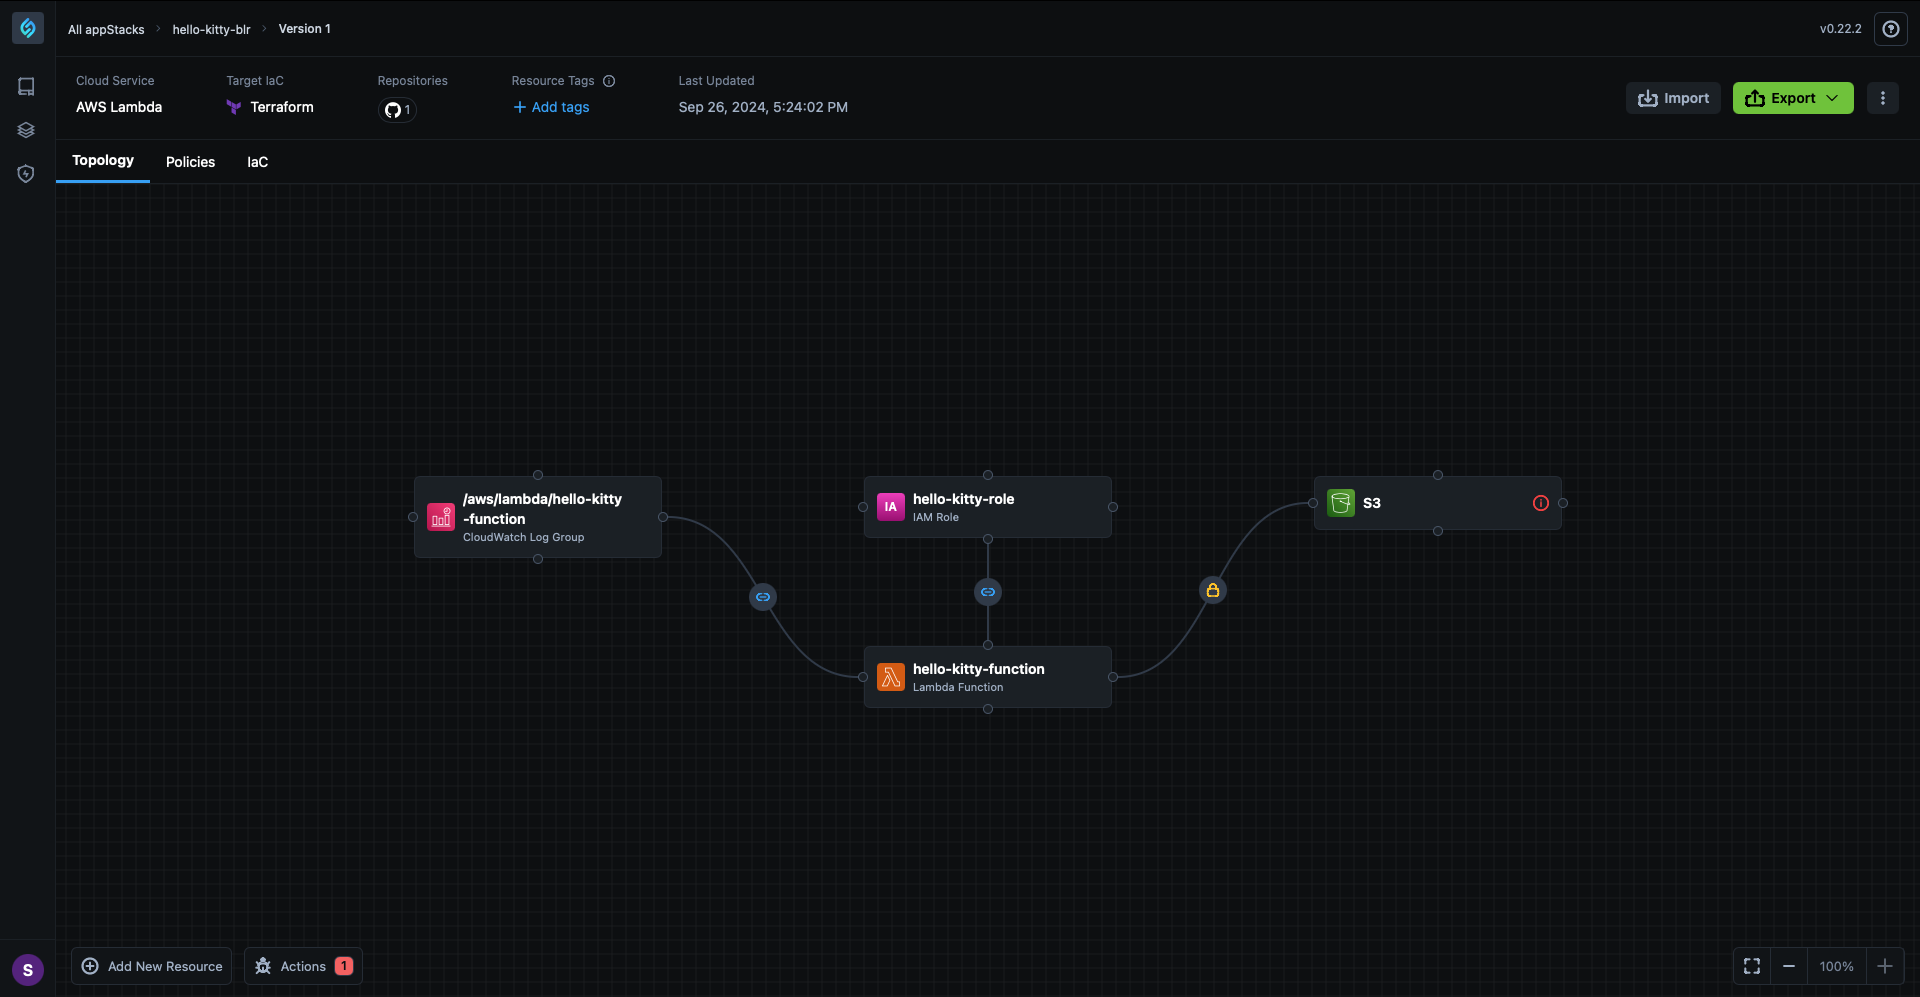 All appStacks
hello-kitty-blr
Version 1
v0.22.2
Cloud Service
AWS Lambda
Target IaC
Terraform
Repositories
1
Resource Tags
Add tags
Last Updated
Sep 26, 2024, 5:24:02 PM
Import
Export
Topology
Policies
IaC
/aws/lambda/hello-kitty
-function
CloudWatch Log Group
IA
hello-kitty-role
IAM Role
S3
hello-kitty-function
Lambda Function
S
Add New Resource
Actions
1
100%